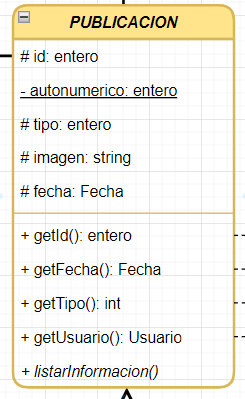 PUBLICACION
# id: entero
- autonumerico: entero
# tipo: entero
# imagen: string
# fecha: Fecha
+ getId(): entero
+ getFecha(): Fecha
+ getTipo(): int
+ getUsuario(): Usuario
+ listarInformacion()